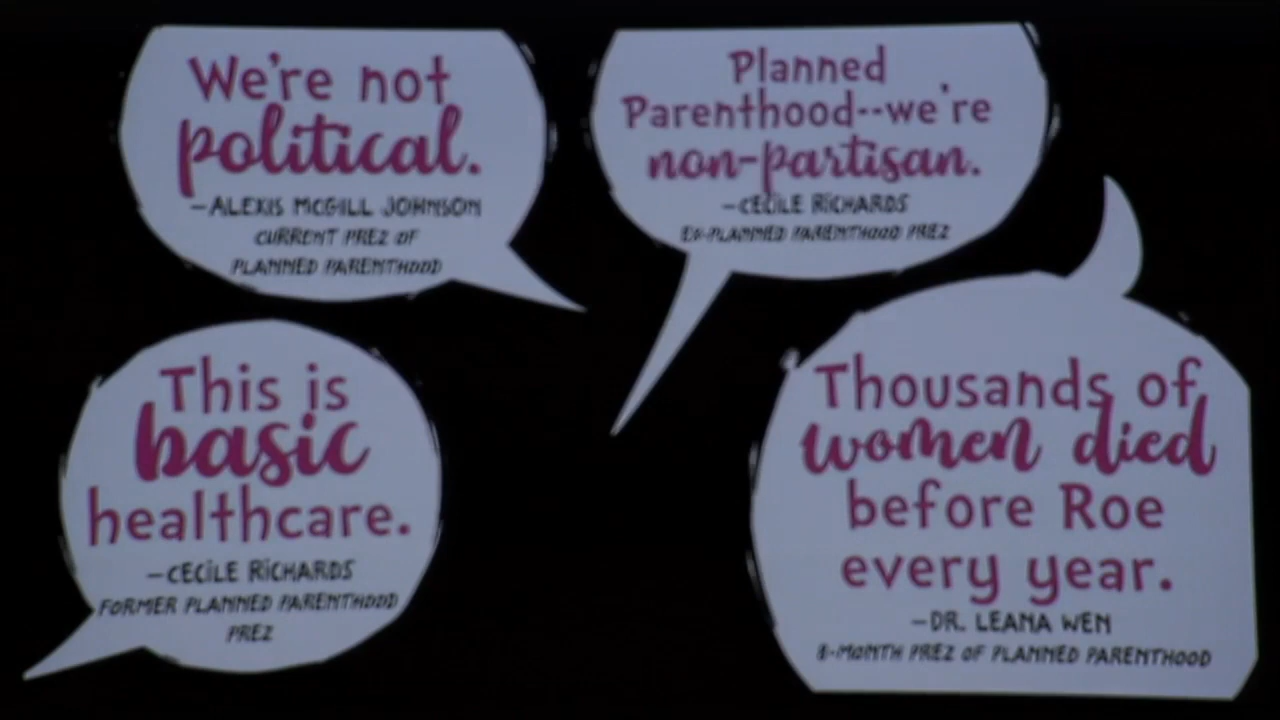 We're not
political.
—ALEXIS MCGILL JOHNSON
CURRENT PREZ OF
PLANNED PARENTHOOD
Planned
Parenthood--we're
non-partisan.
—CECILE RICHARDS
EX-PLANNED PARENTHOOD PREZ
This is
basic
healthcare.
—CECILE RICHARDS
FORMER PLANNED PARENTHOOD
PREZ
Thousands of
women died
before Roe
every year.
—DR. LEANA WEN
8-MONTH PREZ OF PLANNED PARENTHOOD